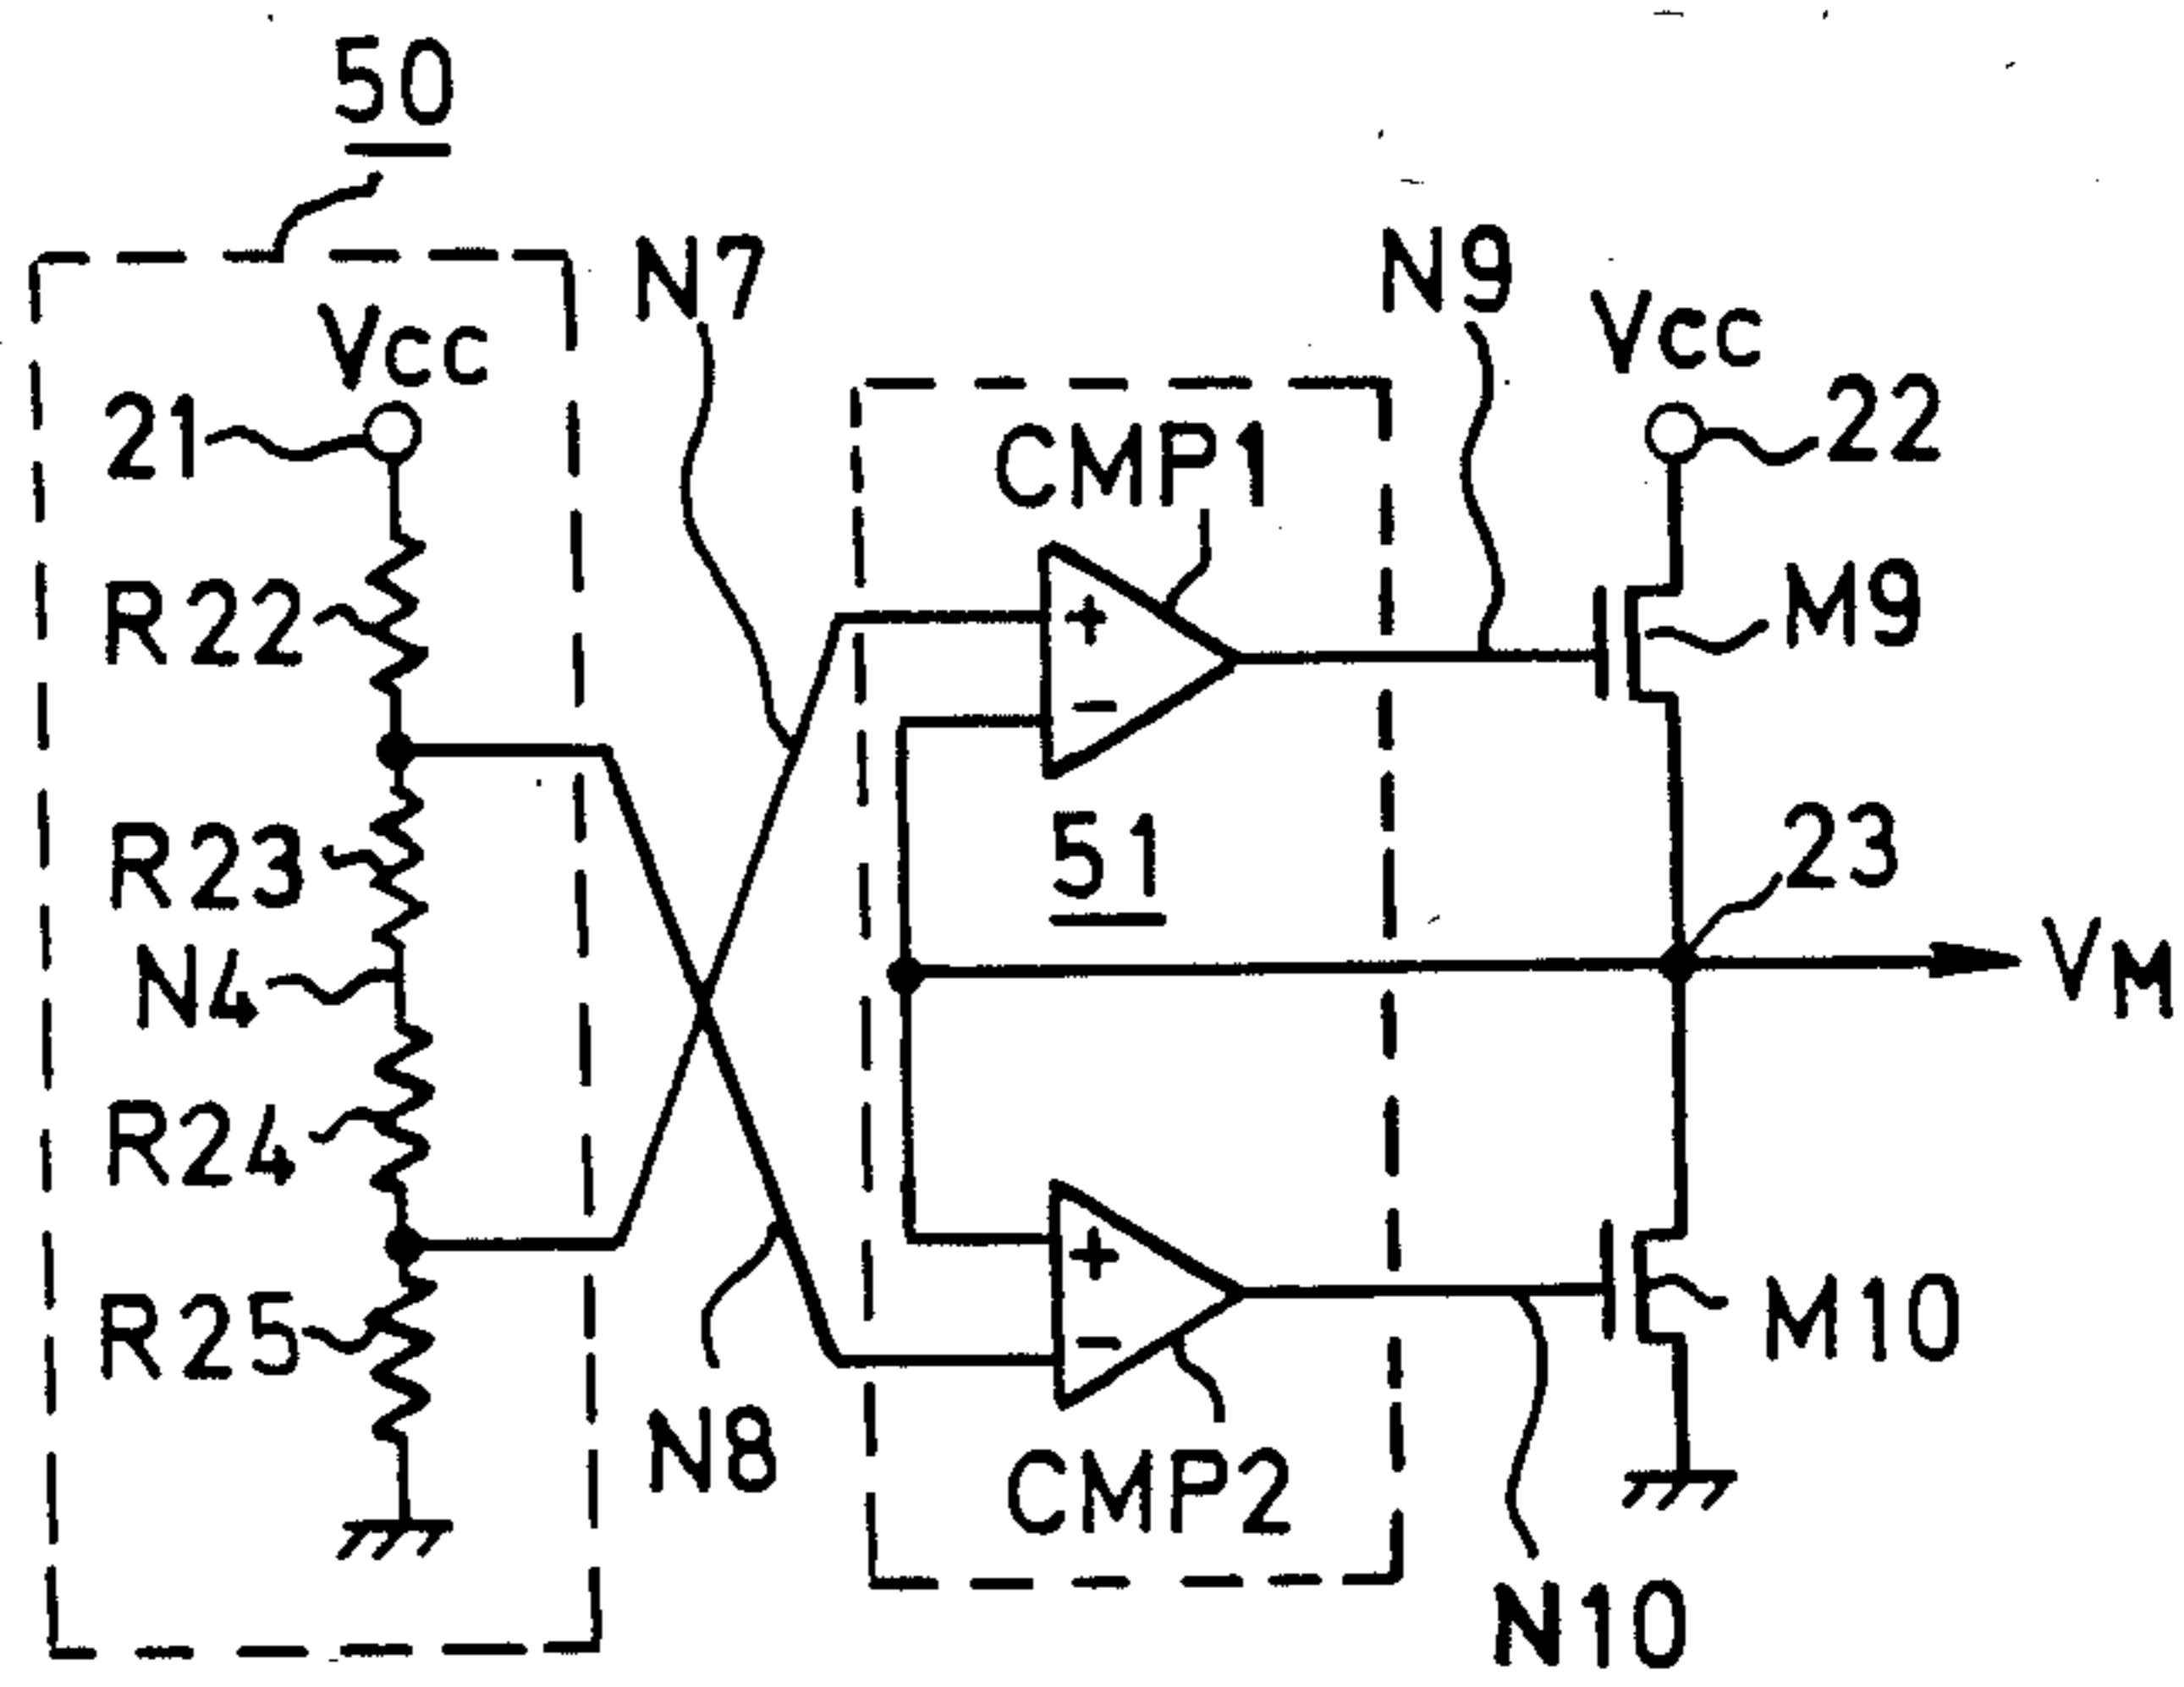 50
N7
N9
Vcc
Vcc
21
22
CMP1
R22
M9
R23
51
23
N4
VM
R24
R25
M10
N8
CMP2
N10
+
-
+
-